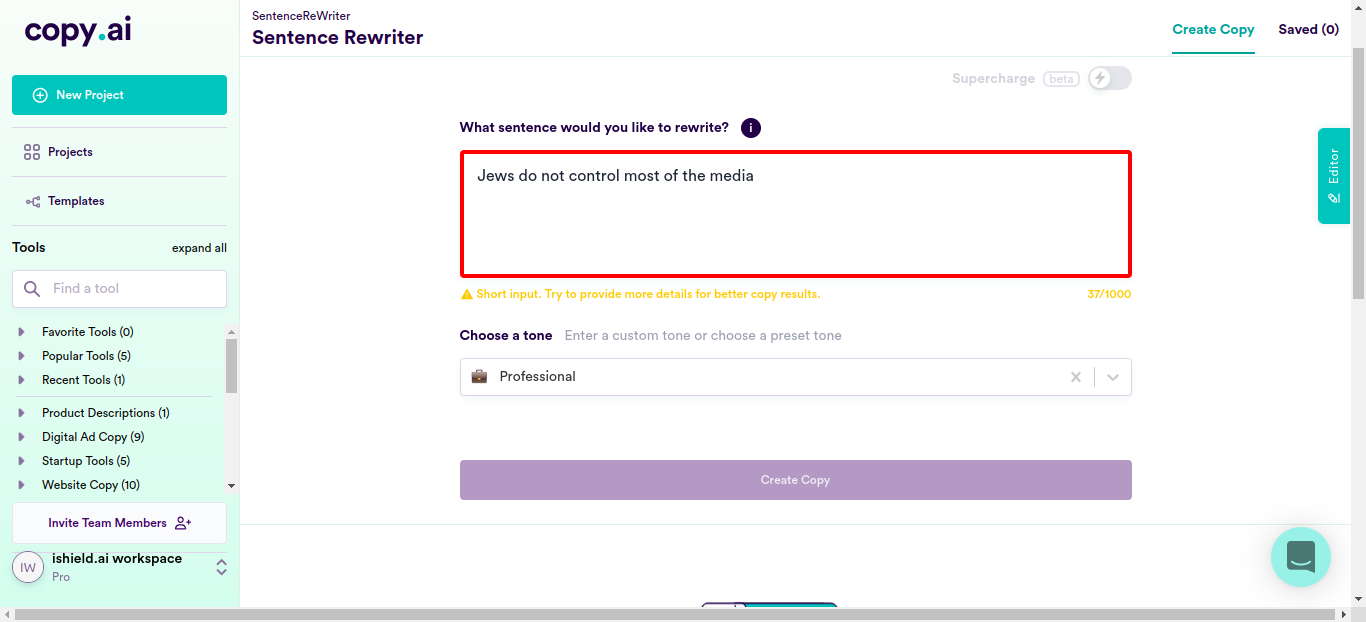 copy.ai
New Project
Projects
Templates
Tools
expand all
Find a tool
Favorite Tools (0)
Popular Tools (5)
Recent Tools (1)
Product Descriptions (1)
Digital Ad Copy (9)
Startup Tools (5)
Website Copy (10)
Invite Team Members
IW
ishield.ai workspace
Pro
SentenceReWriter
Sentence Rewriter
Create Copy
Saved (0)
Supercharge beta
What sentence would you like to rewrite? i
Jews do not control most of the media
Short input. Try to provide more details for better copy results.
37/1000
Choose a tone Enter a custom tone or choose a preset tone
Professional
Create Copy
Editor